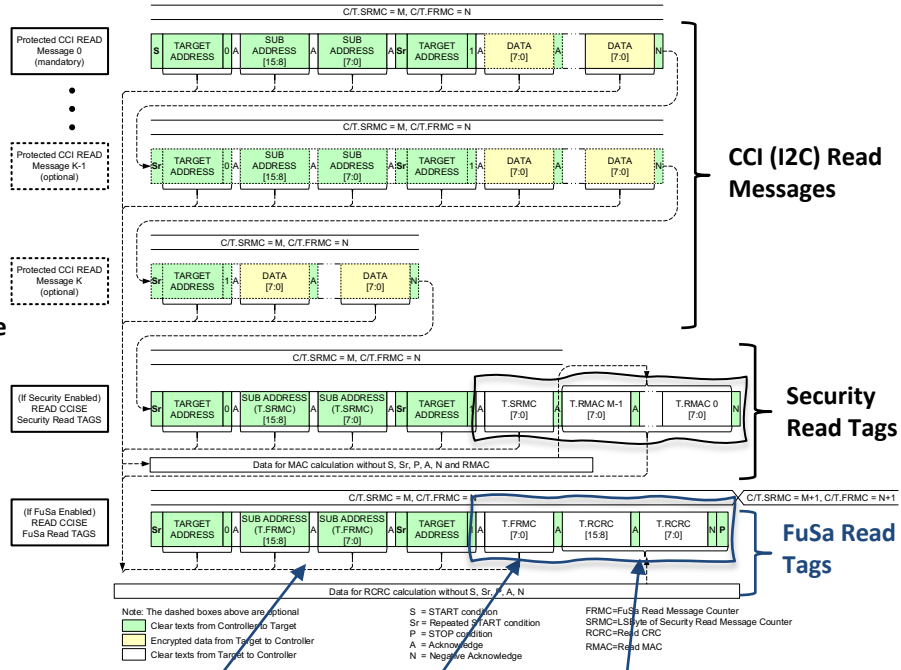 C/T.SRMC = M, C/T.FRMC = N
Protected CCI READ
Message 0
(mandatory)
S TARGET ADDRESS 0 A SUB ADDRESS [15:8] A SUB ADDRESS [7:0] A Sr TARGET ADDRESS 1 A DATA [7:0] A DATA [7:0] N
C/T.SRMC = M, C/T.FRMC = N
Protected CCI READ
Message K-1
(optional)
Sr TARGET ADDRESS 0 A SUB ADDRESS [15:8] A SUB ADDRESS [7:0] A Sr TARGET ADDRESS 1 A DATA [7:0] A DATA [7:0] N
CCI (I2C) Read
Messages
C/T.SRMC = M, C/T.FRMC = N
Protected CCI READ
Message K
(optional)
Sr TARGET ADDRESS 1 A DATA [7:0] A DATA [7:0] N
e
C/T.SRMC = M, C/T.FRMC = N
(If Security Enabled)
READ CCISE
Security Read TAGS
Sr TARGET ADDRESS 0 A SUB ADDRESS (T.SRMC) [15:8] A SUB ADDRESS (T.SRMC) [7:0] A Sr TARGET ADDRESS 1 A T.SRMC [7:0] A T.RMAC M-1 [7:0] A T.RMAC 0 [7:0] N
Security
Read Tags
Data for MAC calculation without S, Sr, P, A, N and RMAC
C/T.SRMC = M, C/T.FRMC = N
C/T.SRMC = M+1, C/T.FRMC = N+1
(If FuSa Enabled)
READ CCISE
FuSa Read TAGS
Sr TARGET ADDRESS 0 A SUB ADDRESS (T.FRMC) [15:8] A SUB ADDRESS (T.FRMC) [7:0] A Sr TARGET ADDRESS 1 A T.FRMC [7:0] A T.RCRC [15:8] A T.RCRC [7:0] N P
FuSa Read
Tags
Data for RCRC calculation without S, Sr, P, A, N
Note: The dashed boxes above are optional
Clear texts from Controller to Target
Encrypted data from Target to Controller
Clear texts from Target to Controller
S = START condition
Sr = Repeated START condition
P = STOP condition
A = Acknowledge
N = Negative Acknowledge
FRMC=FuSa Read Message Counter
SRMC=LSByte of Security Read Message Counter
RCRC=Read CRC
RMAC=Read MAC